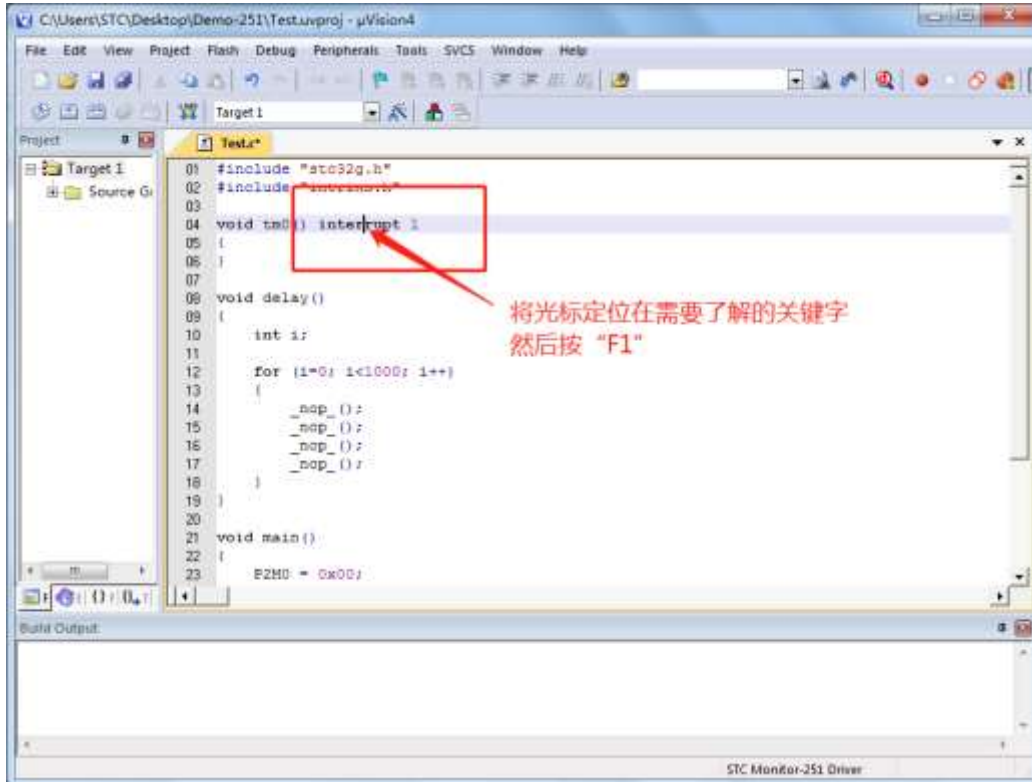 C:\Users\STC\Desktop\Demo-251\Test.uvproj - µVision4
File Edit View Project Flash Debug Peripherals Tools SVCS Window Help
Target 1
Project
Test.c*
Target 1
Source G
01 #include "stc32g.h"
02 #include "intrins.h"
03
04 void tm0() interrupt 1
05 {
06 }
07
08 void delay()
09 {
10 int i;
11
12 for (i=0; i<1000; i++)
13 {
14 _nop_();
15 _nop_();
16 _nop_();
17 _nop_();
18 }
19 }
20
21 void main()
22 {
23 P2M0 = 0x00;
将光标定位在需要了解的关键字
然后按“F1”
Build Output
STC Monitor-251 Driver